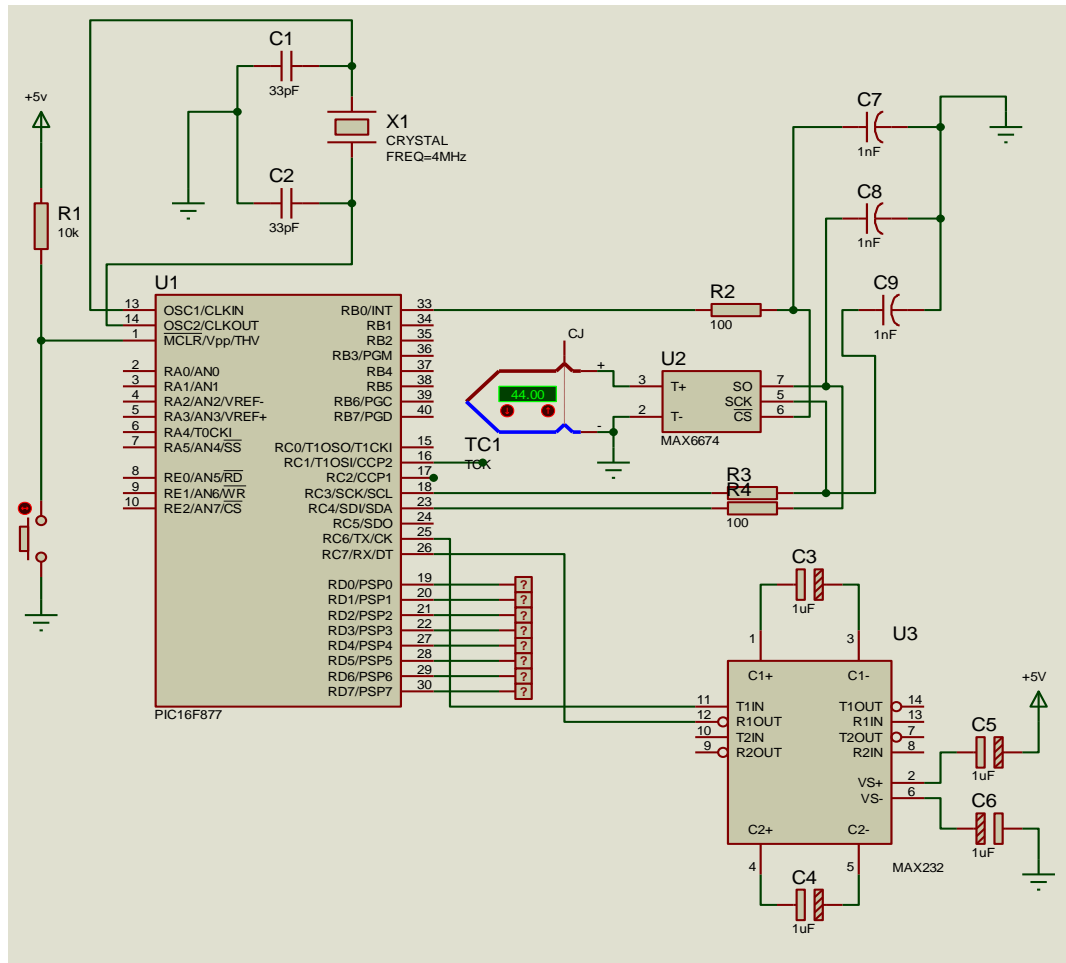 C1
33pF
+5v
X1
CRYSTAL
FREQ=4MHz
C2
33pF
R1
10k
C7
1nF
C8
1nF
C9
1nF
U1
13 OSC1/CLKIN
14 OSC2/CLKOUT
1 MCLR/Vpp/THV
2 RA0/AN0
3 RA1/AN1
4 RA2/AN2/VREF-
5 RA3/AN3/VREF+
6 RA4/T0CKI
7 RA5/AN4/SS
8 RE0/AN5/RD
9 RE1/AN6/WR
10 RE2/AN7/CS
RB0/INT 33
RB1 34
RB2 35
RB3/PGM 36
RB4 37
RB5 38
RB6/PGC 39
RB7/PGD 40
RC0/T1OSO/T1CKI 15
RC1/T1OSI/CCP2 16
RC2/CCP1 17
RC3/SCK/SCL 18
RC4/SDI/SDA 23
RC5/SDO 24
RC6/TX/CK 25
RC7/RX/DT 26
RD0/PSP0 19 ?
RD1/PSP1 20 ?
RD2/PSP2 21 ?
RD3/PSP3 22 ?
RD4/PSP4 27 ?
RD5/PSP5 28 ?
RD6/PSP6 29 ?
RD7/PSP7 30 ?
PIC16F877
R2
100
CJ
+
44.00
-
TC1
TCK
U2
3 T+ SO 7
SCK 5
2 T- CS 6
MAX6674
R3
R4
100
C3
1uF
U3
1 3
C1+ C1-
11 T1IN T1OUT 14
12 R1OUT R1IN 13
10 T2IN T2OUT 7
9 R2OUT R2IN 8
VS+ 2
VS- 6
C2+ C2-
4 5
MAX232
C4
1uF
+5V
C5
1uF
C6
1uF